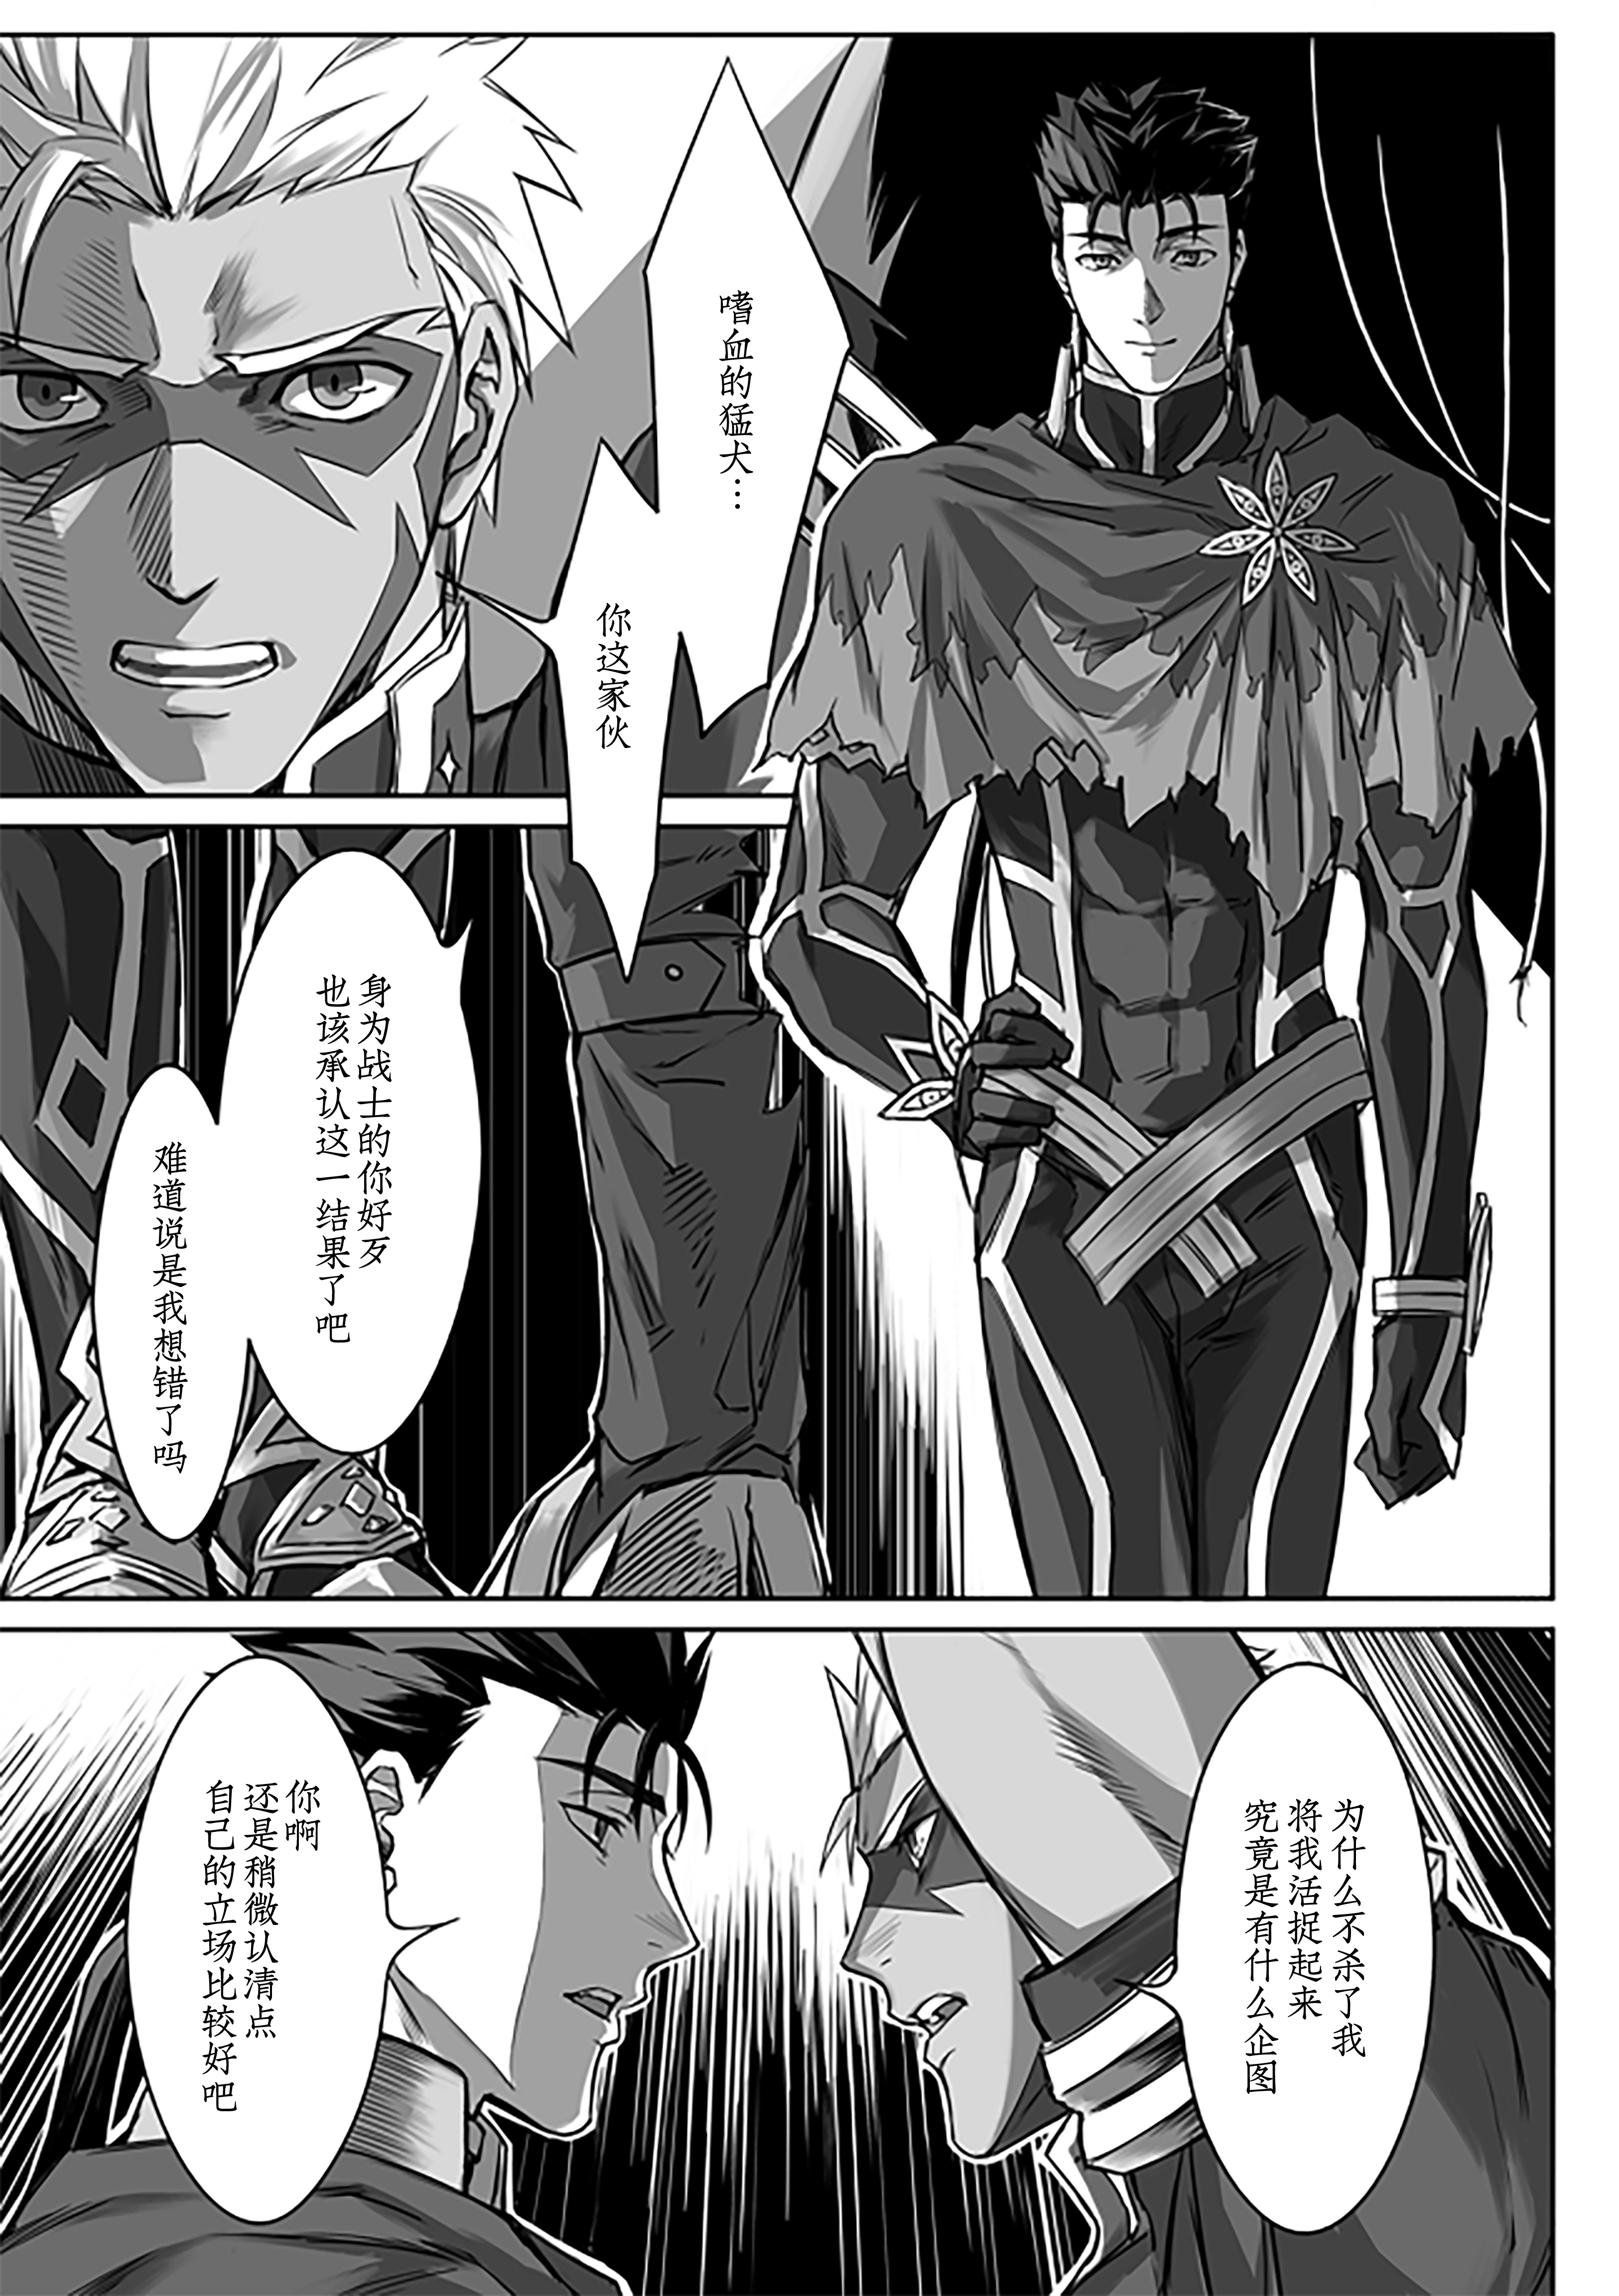 嗜血的猛犬…
你这家伙
身为战士的你好歹
也该承认这一结果了吧
难道说是我想错了吗
为什么不杀了我
将我活捉起来
究竟是有什么企图
你啊
还是稍微认清点
自己的立场比较好吧